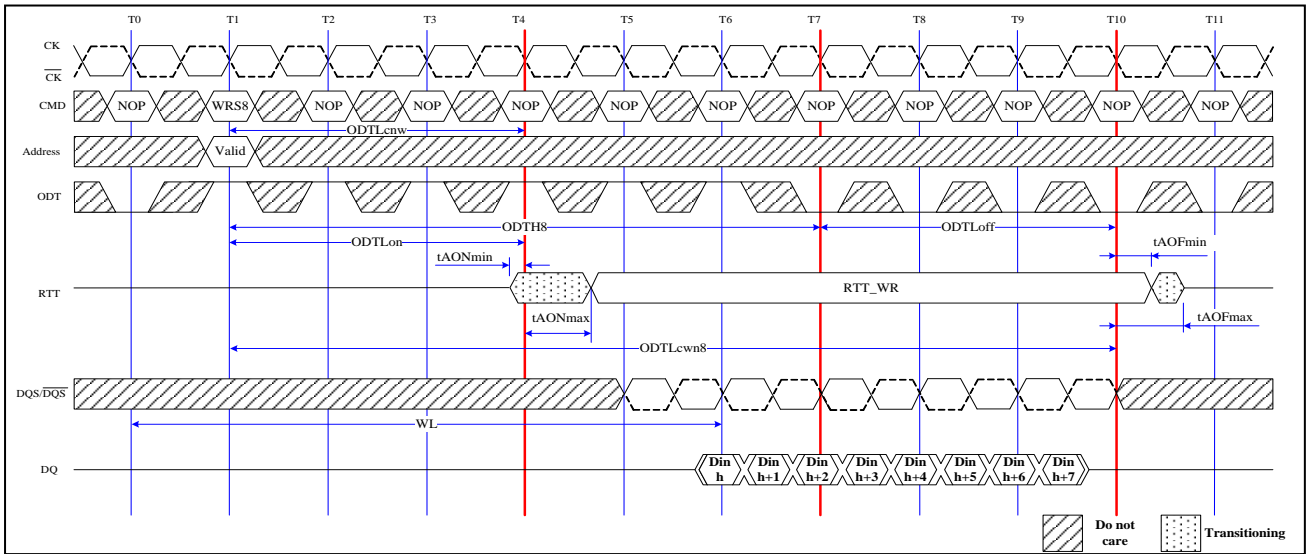 T0 T1 T2 T3 T4 T5 T6 T7 T8 T9 T10 T11
CK
CK
CMD NOP WRS8 NOP NOP NOP NOP NOP NOP NOP NOP NOP NOP
ODTLcnw
Address Valid
ODT
ODTH8 ODTLoff
ODTLon
tAONmin tAOFmin
RTT RTT_WR
tAONmax tAOFmax
ODTLcwn8
DQS/DQS
WL
DQ Din h Din h+1 Din h+2 Din h+3 Din h+4 Din h+5 Din h+6 Din h+7
Do not care Transitioning